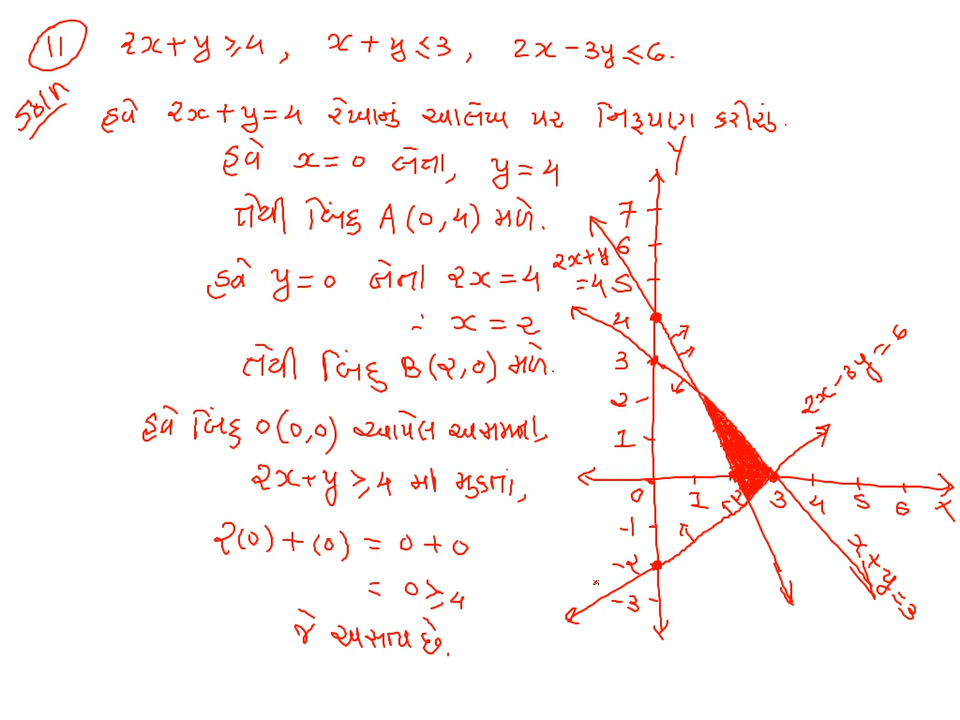 11 2x+y≥4, x+y≤3, 2x-3y≤6.
Soln
હવે 2x+y=4 રેખાનું આલેખ પર નિરૂપણ કરીશું.
હવે x=0 લેતા, y=4
તેથી બિંદુ A(0,4) મળે.
હવે y=0 લેતા 2x=4
∴ x=2
તેથી બિંદુ B(2,0) મળે.
હવે બિંદુ O(0,0) આપેલ અસમતા,
2x+y≥4 માં મુકતાં,
2(0)+(0) = 0+0
= 0≥4
જે અસત્ય છે.
Y
7
6
5
4
3
2
1
0 1 2 3 4 5 6 X
-1
-2
-3
2x+y
=4
2x-3y=6
x+y=3